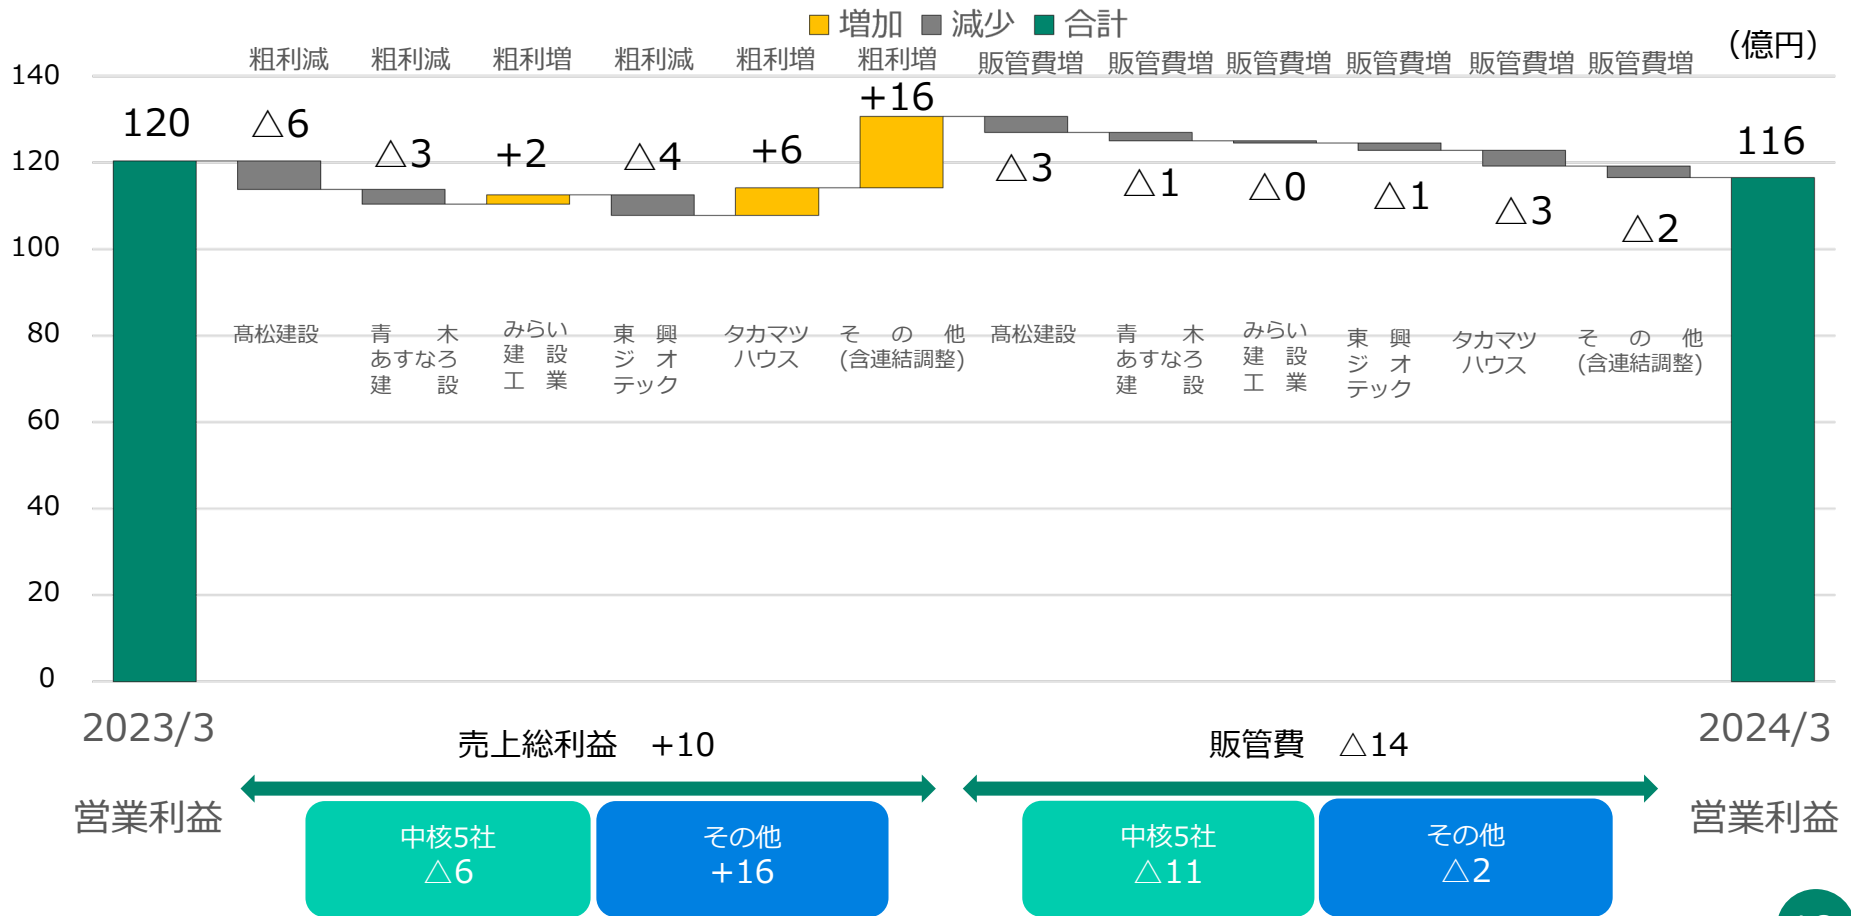 増加 減少 合計
(億円)
粗利減 粗利減 粗利増 粗利減 粗利増 粗利増 販管費増 販管費増 販管費増 販管費増 販管費増 販管費増
140
120
100
80
60
40
20
0
120
△6
△3
+2
△4
+6
+16
△3
△1
△0
△1
△3
△2
116
髙松建設
青木
あすなろ
建設
みらい
建設
工業
東興
ジオ
テック
タカマツ
ハウス
その他
(含連結調整)
髙松建設
青木
あすなろ
建設
みらい
建設
工業
東興
ジオ
テック
タカマツ
ハウス
その他
(含連結調整)
2023/3
営業利益
売上総利益 +10
中核5社
△6
その他
+16
販管費 △14
中核5社
△11
その他
△2
2024/3
営業利益